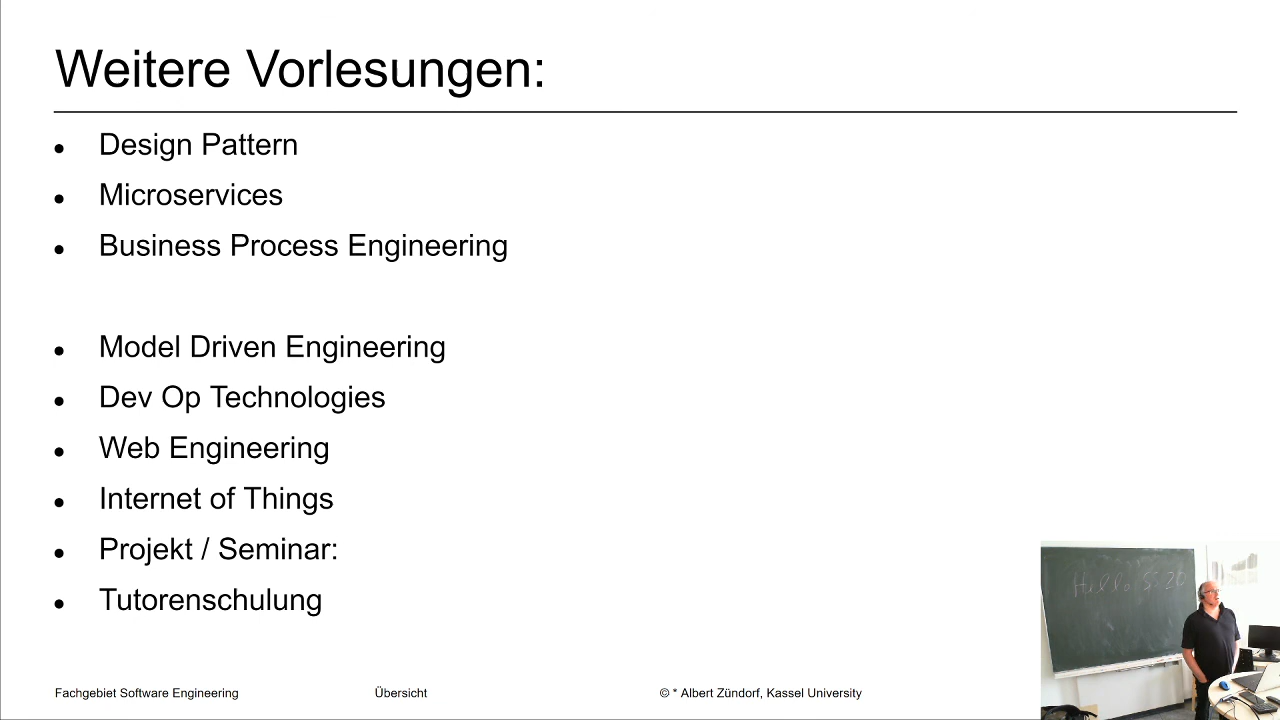 Weitere Vorlesungen:
● Design Pattern
● Microservices
● Business Process Engineering
● Model Driven Engineering
● Dev Op Technologies
● Web Engineering
● Internet of Things
● Projekt / Seminar:
● Tutorenschulung
Hello
Fachgebiet Software Engineering
Übersicht
© * Albert Zündorf, Kassel University